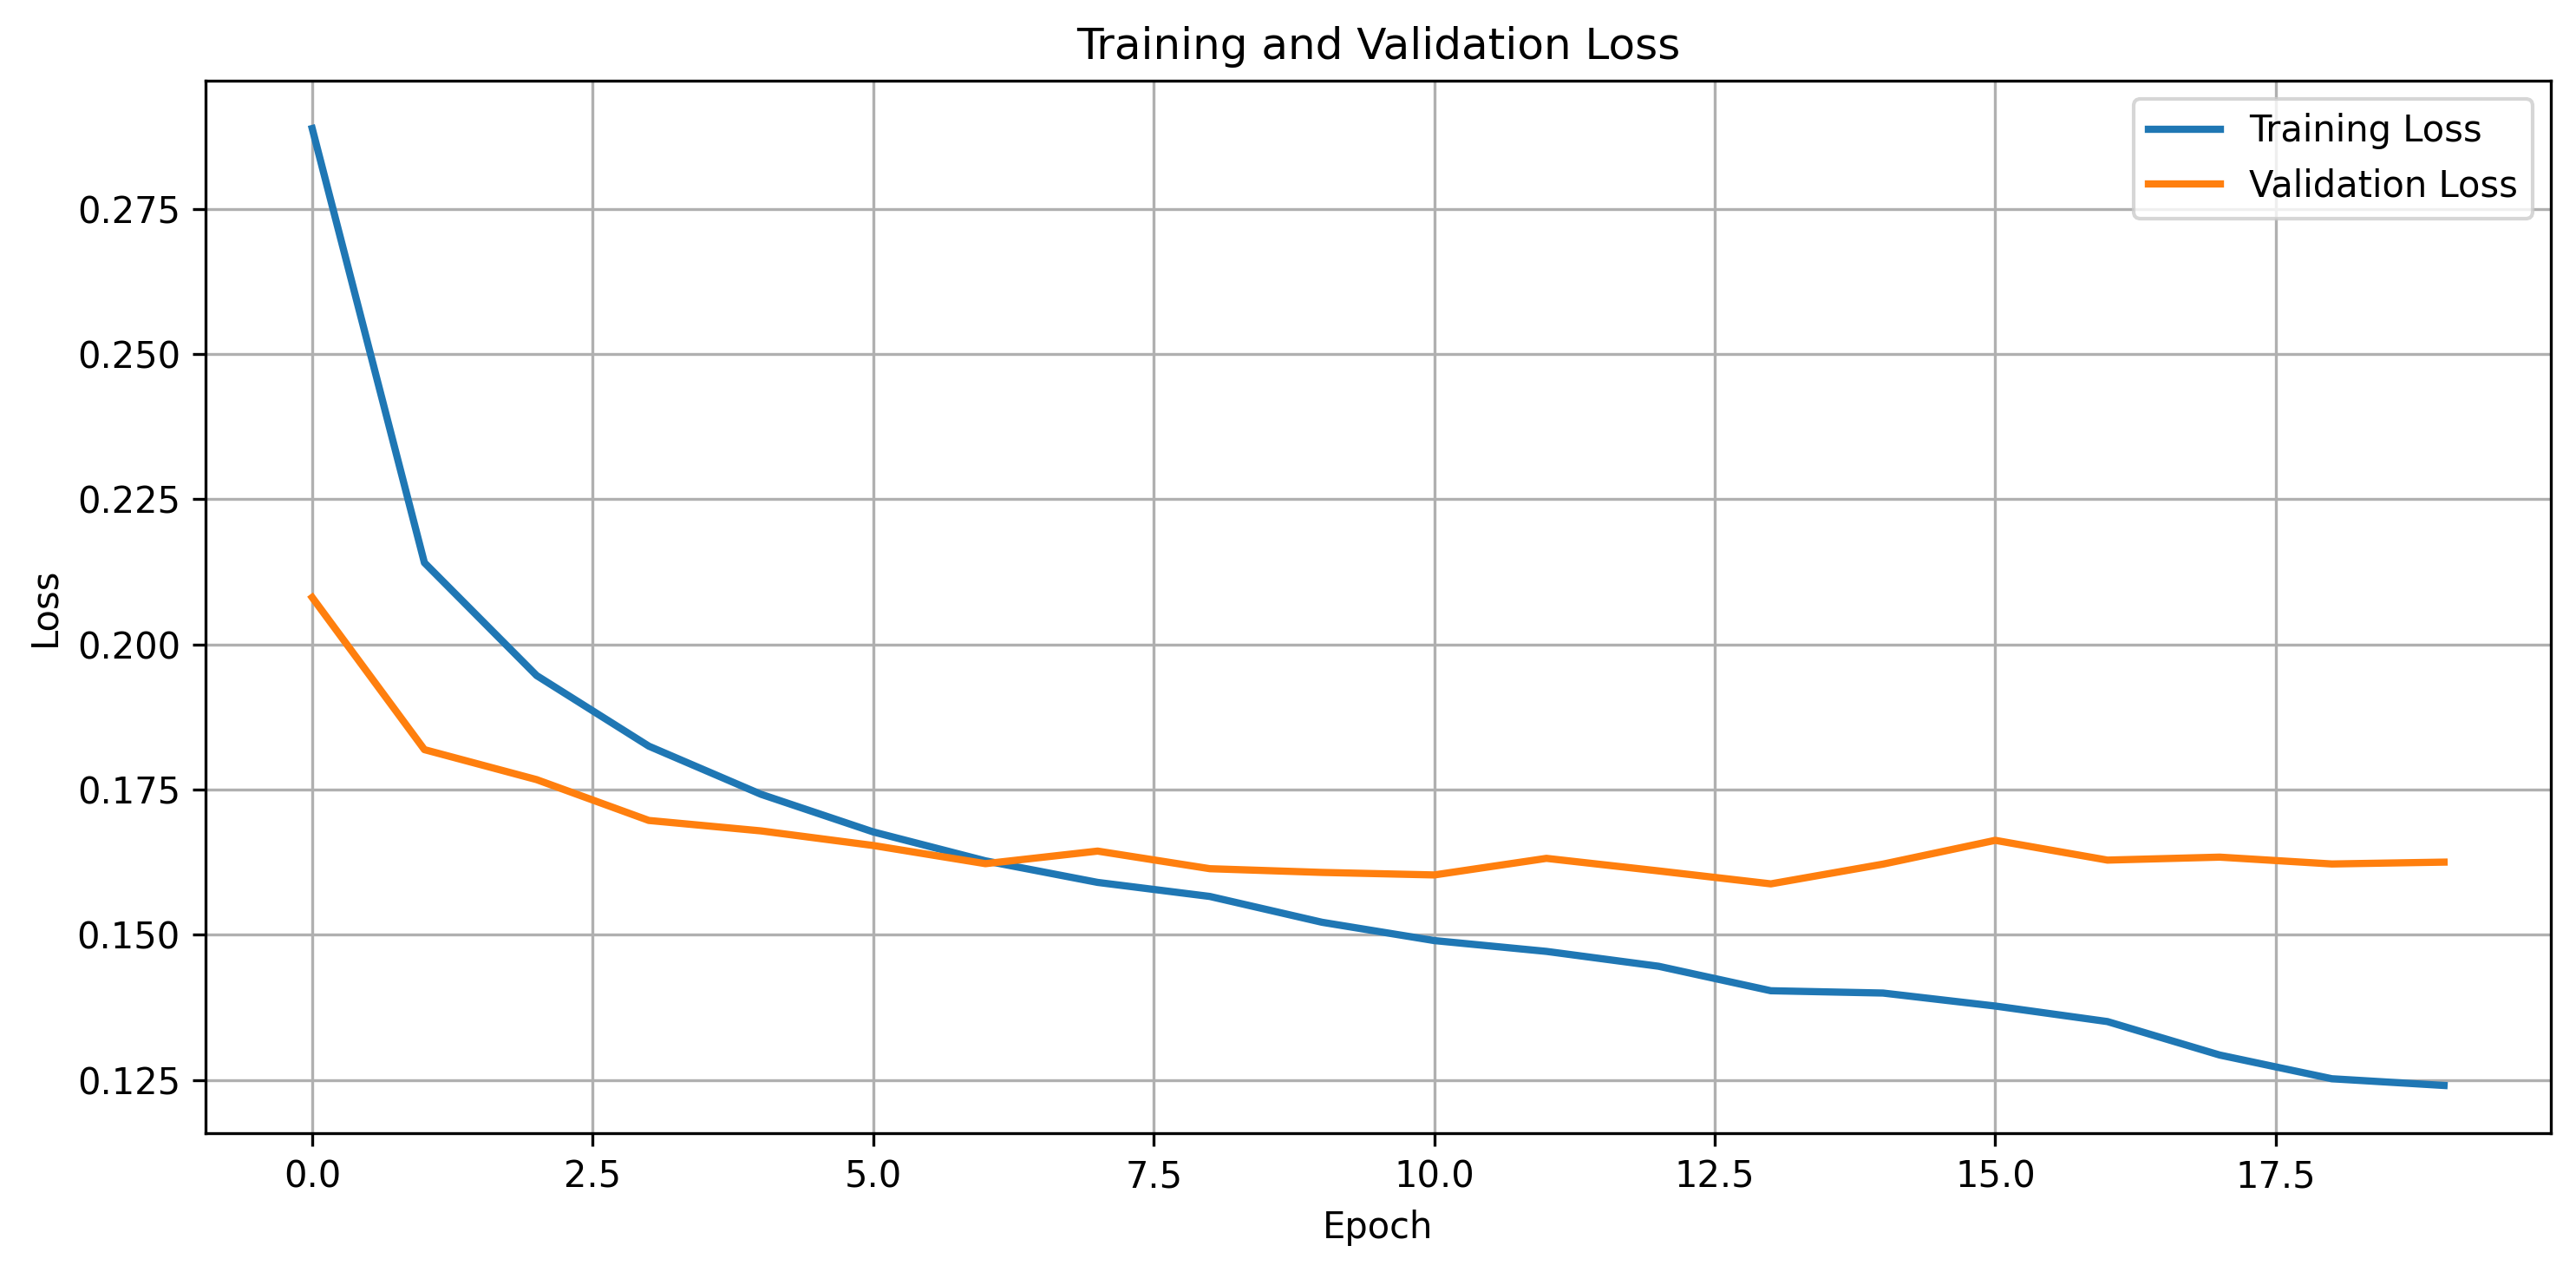 Training and Validation Loss
Training Loss
Validation Loss
Loss
0.275
0.250
0.225
0.200
0.175
0.150
0.125
0.0 2.5 5.0 7.5 10.0 12.5 15.0 17.5
Epoch